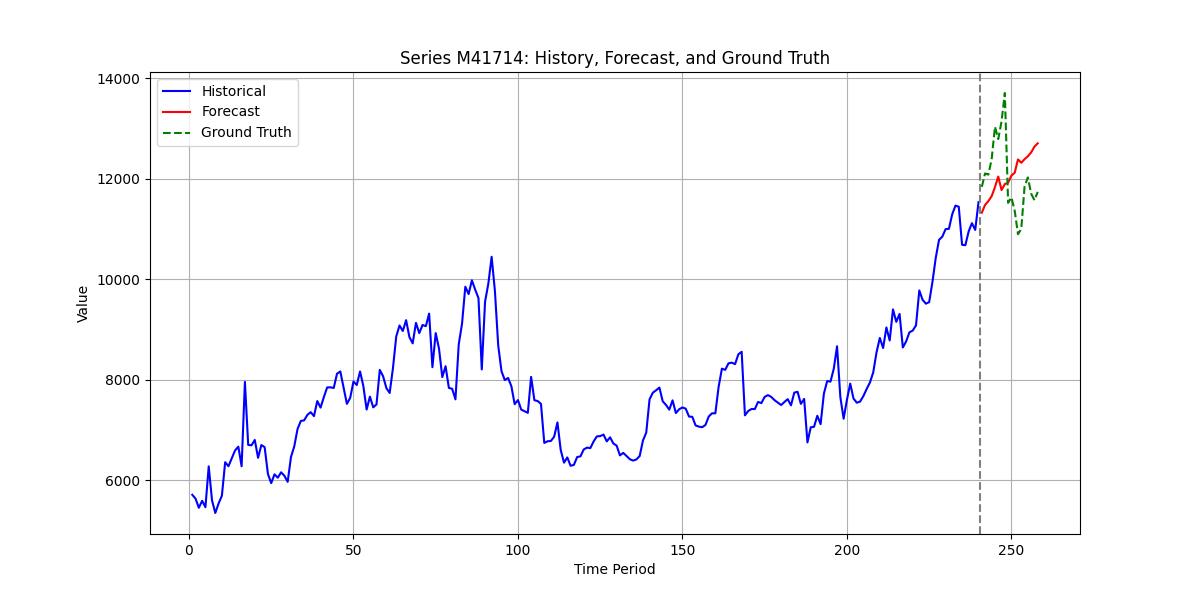 Series M41714: History, Forecast, and Ground Truth
Historical
Forecast
Ground Truth
14000
12000
10000
8000
6000
Value
0 50 100 150 200 250
Time Period